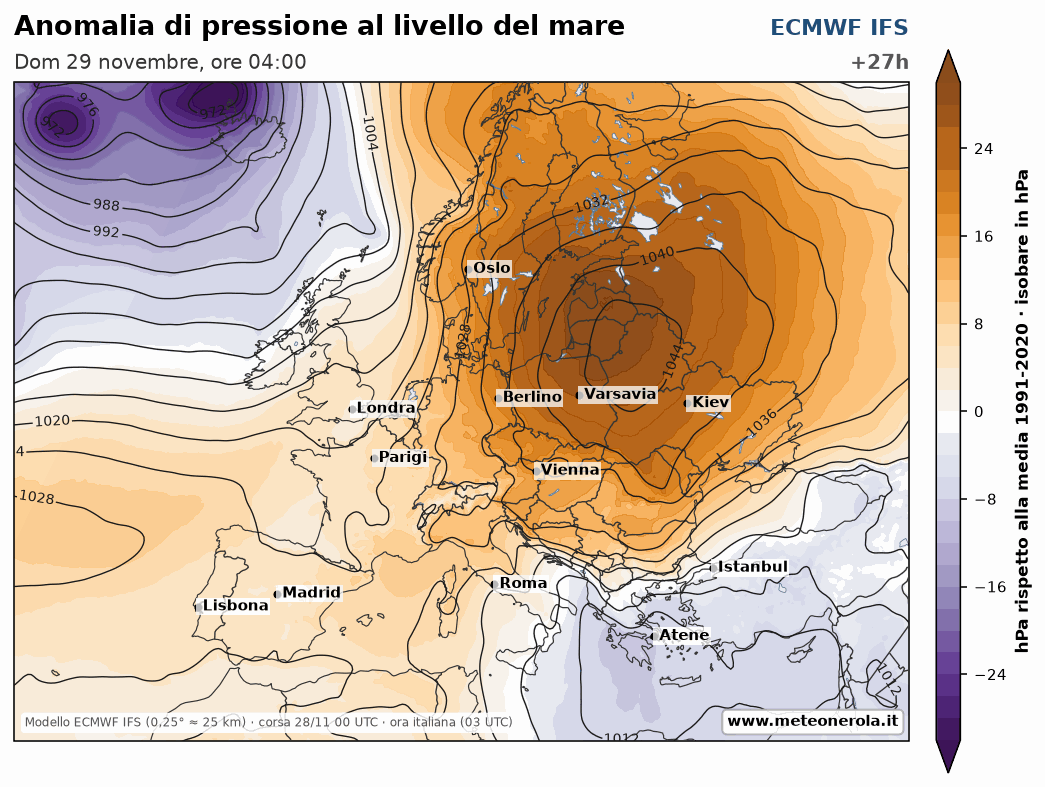 Anomalia di pressione al livello del mare
ECMWF IFS
Dom 29 novembre, ore 04:00
+27h
976
972
972
1004
988
992
1032
1040
Oslo
1028
1044
Berlino
Varsavia
Kiev
Londra
1020
1036
Parigi
Vienna
4
1028
Istanbul
Roma
Madrid
Lisbona
Atene
1012
1012
Modello ECMWF IFS (0,25° ≈ 25 km) · corsa 28/11 00 UTC · ora italiana (03 UTC)
www.meteonerola.it
24
16
8
0
−8
−16
−24
hPa rispetto alla media 1991-2020 · isobare in hPa